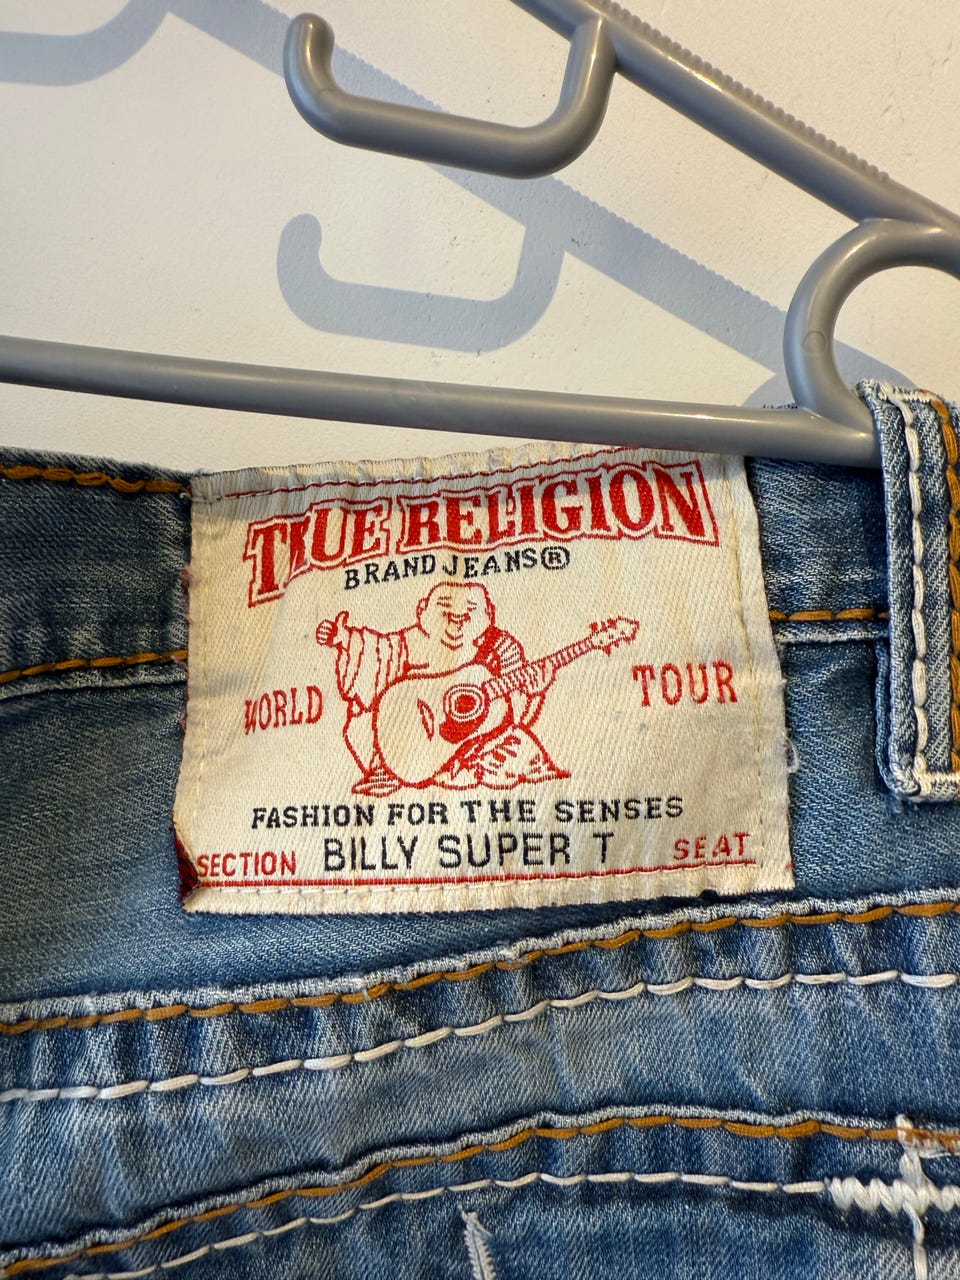 TRUE RELIGION
BRAND JEANS®
WORLD TOUR
FASHION FOR THE SENSES
SECTION BILLY SUPER T SEAT